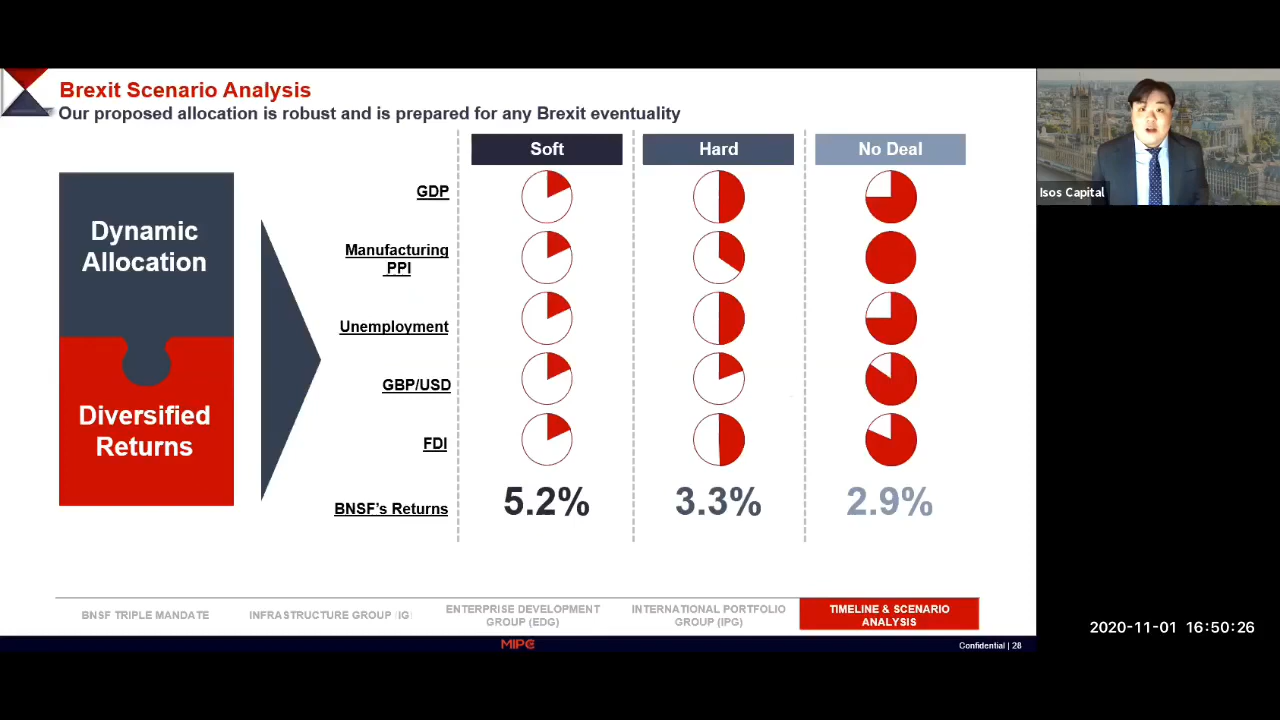 Brexit Scenario Analysis
Our proposed allocation is robust and is prepared for any Brexit eventuality
Dynamic
Allocation
Diversified
Returns
Soft
Hard
No Deal
GDP
Manufacturing
PPI
Unemployment
GBP/USD
FDI
BNSF's Returns
5.2%
3.3%
2.9%
Isos Capital
BNSF TRIPLE MANDATE
INFRASTRUCTURE GROUP (IG)
ENTERPRISE DEVELOPMENT
GROUP (EDG)
INTERNATIONAL PORTFOLIO
GROUP (IPG)
TIMELINE & SCENARIO
ANALYSIS
MIPC
Confidential | 28
2020-11-01 16:50:26